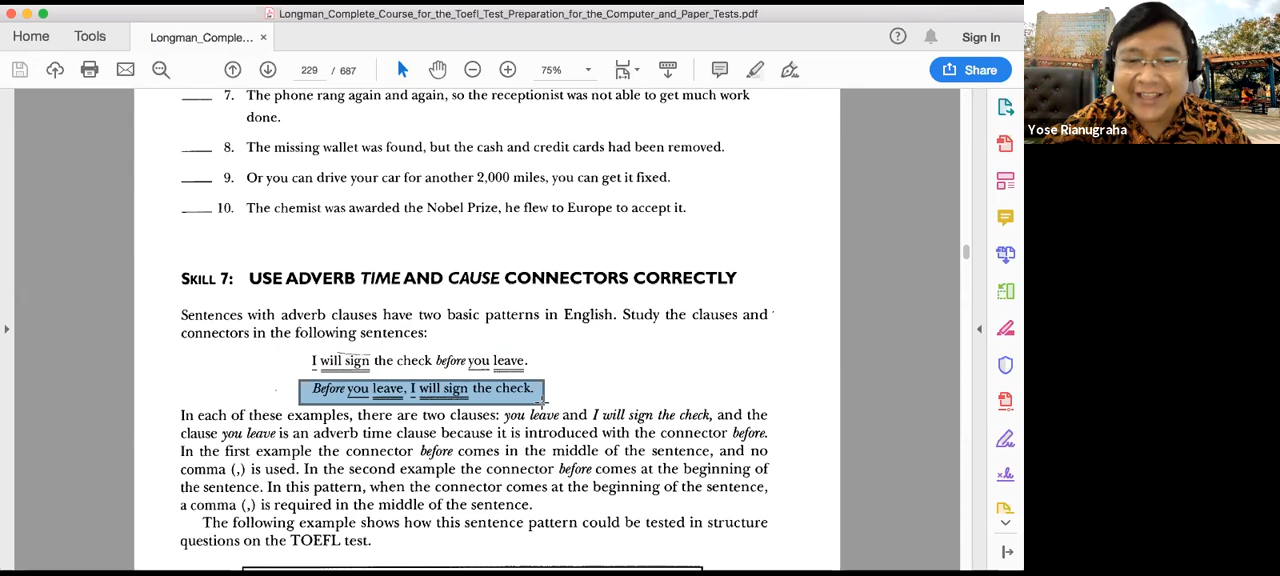 Longman_Complete_Course_for_the_Toefl_Test_Preparation_for_the_Computer_and_Paper_Tests.pdf
Home Tools Longman_Comple... × Sign In
229 / 687 75% Share
7. The phone rang again and again, so the receptionist was not able to get much work
done.
8. The missing wallet was found, but the cash and credit cards had been removed.
9. Or you can drive your car for another 2,000 miles, you can get it fixed.
10. The chemist was awarded the Nobel Prize, he flew to Europe to accept it.
SKILL 7: USE ADVERB TIME AND CAUSE CONNECTORS CORRECTLY
Sentences with adverb clauses have two basic patterns in English. Study the clauses and
connectors in the following sentences:
I will sign the check before you leave.
Before you leave, I will sign the check.
In each of these examples, there are two clauses: you leave and I will sign the check, and the
clause you leave is an adverb time clause because it is introduced with the connector before.
In the first example the connector before comes in the middle of the sentence, and no
comma (,) is used. In the second example the connector before comes at the beginning of
the sentence. In this pattern, when the connector comes at the beginning of the sentence,
a comma (,) is required in the middle of the sentence.
The following example shows how this sentence pattern could be tested in structure
questions on the TOEFL test.
Yose Rianugraha